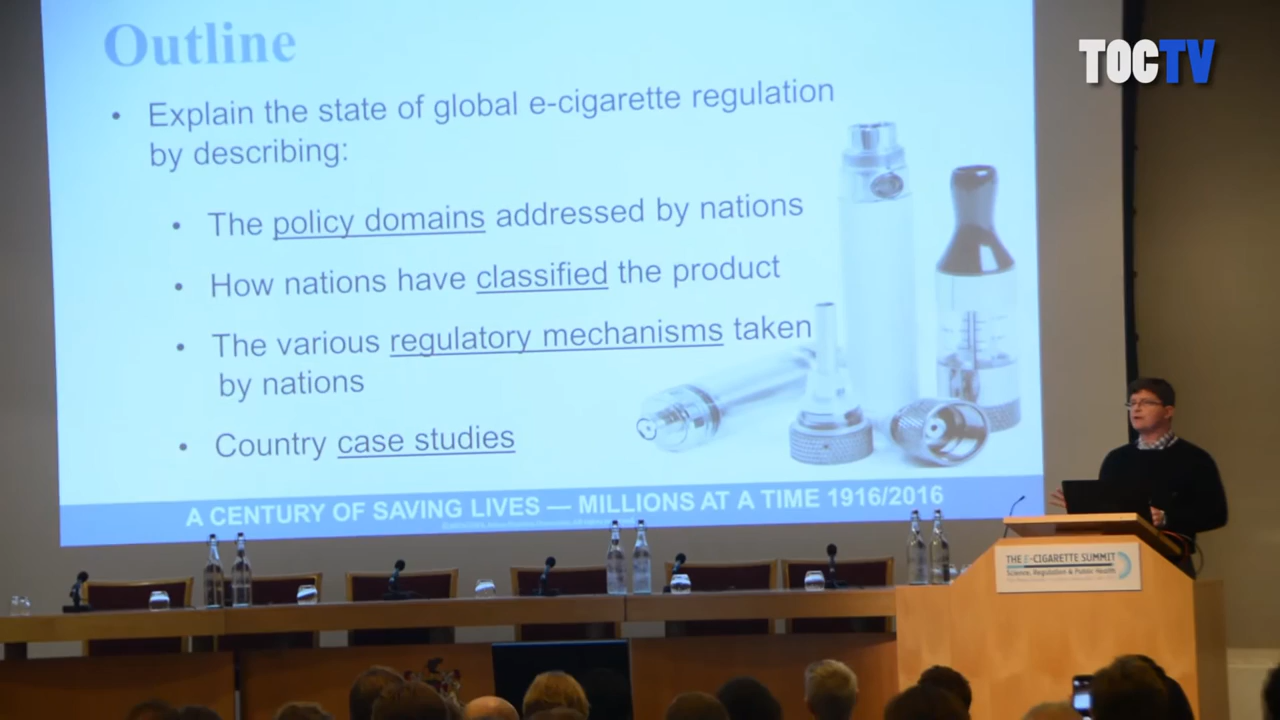 Outline
TOCTV
• Explain the state of global e-cigarette regulation
by describing:
• The policy domains addressed by nations
• How nations have classified the product
• The various regulatory mechanisms taken
by nations
• Country case studies
A CENTURY OF SAVING LIVES — MILLIONS AT A TIME 1916/2016
THE E-CIGARETTE SUMMIT
Science, Regulation & Public Health